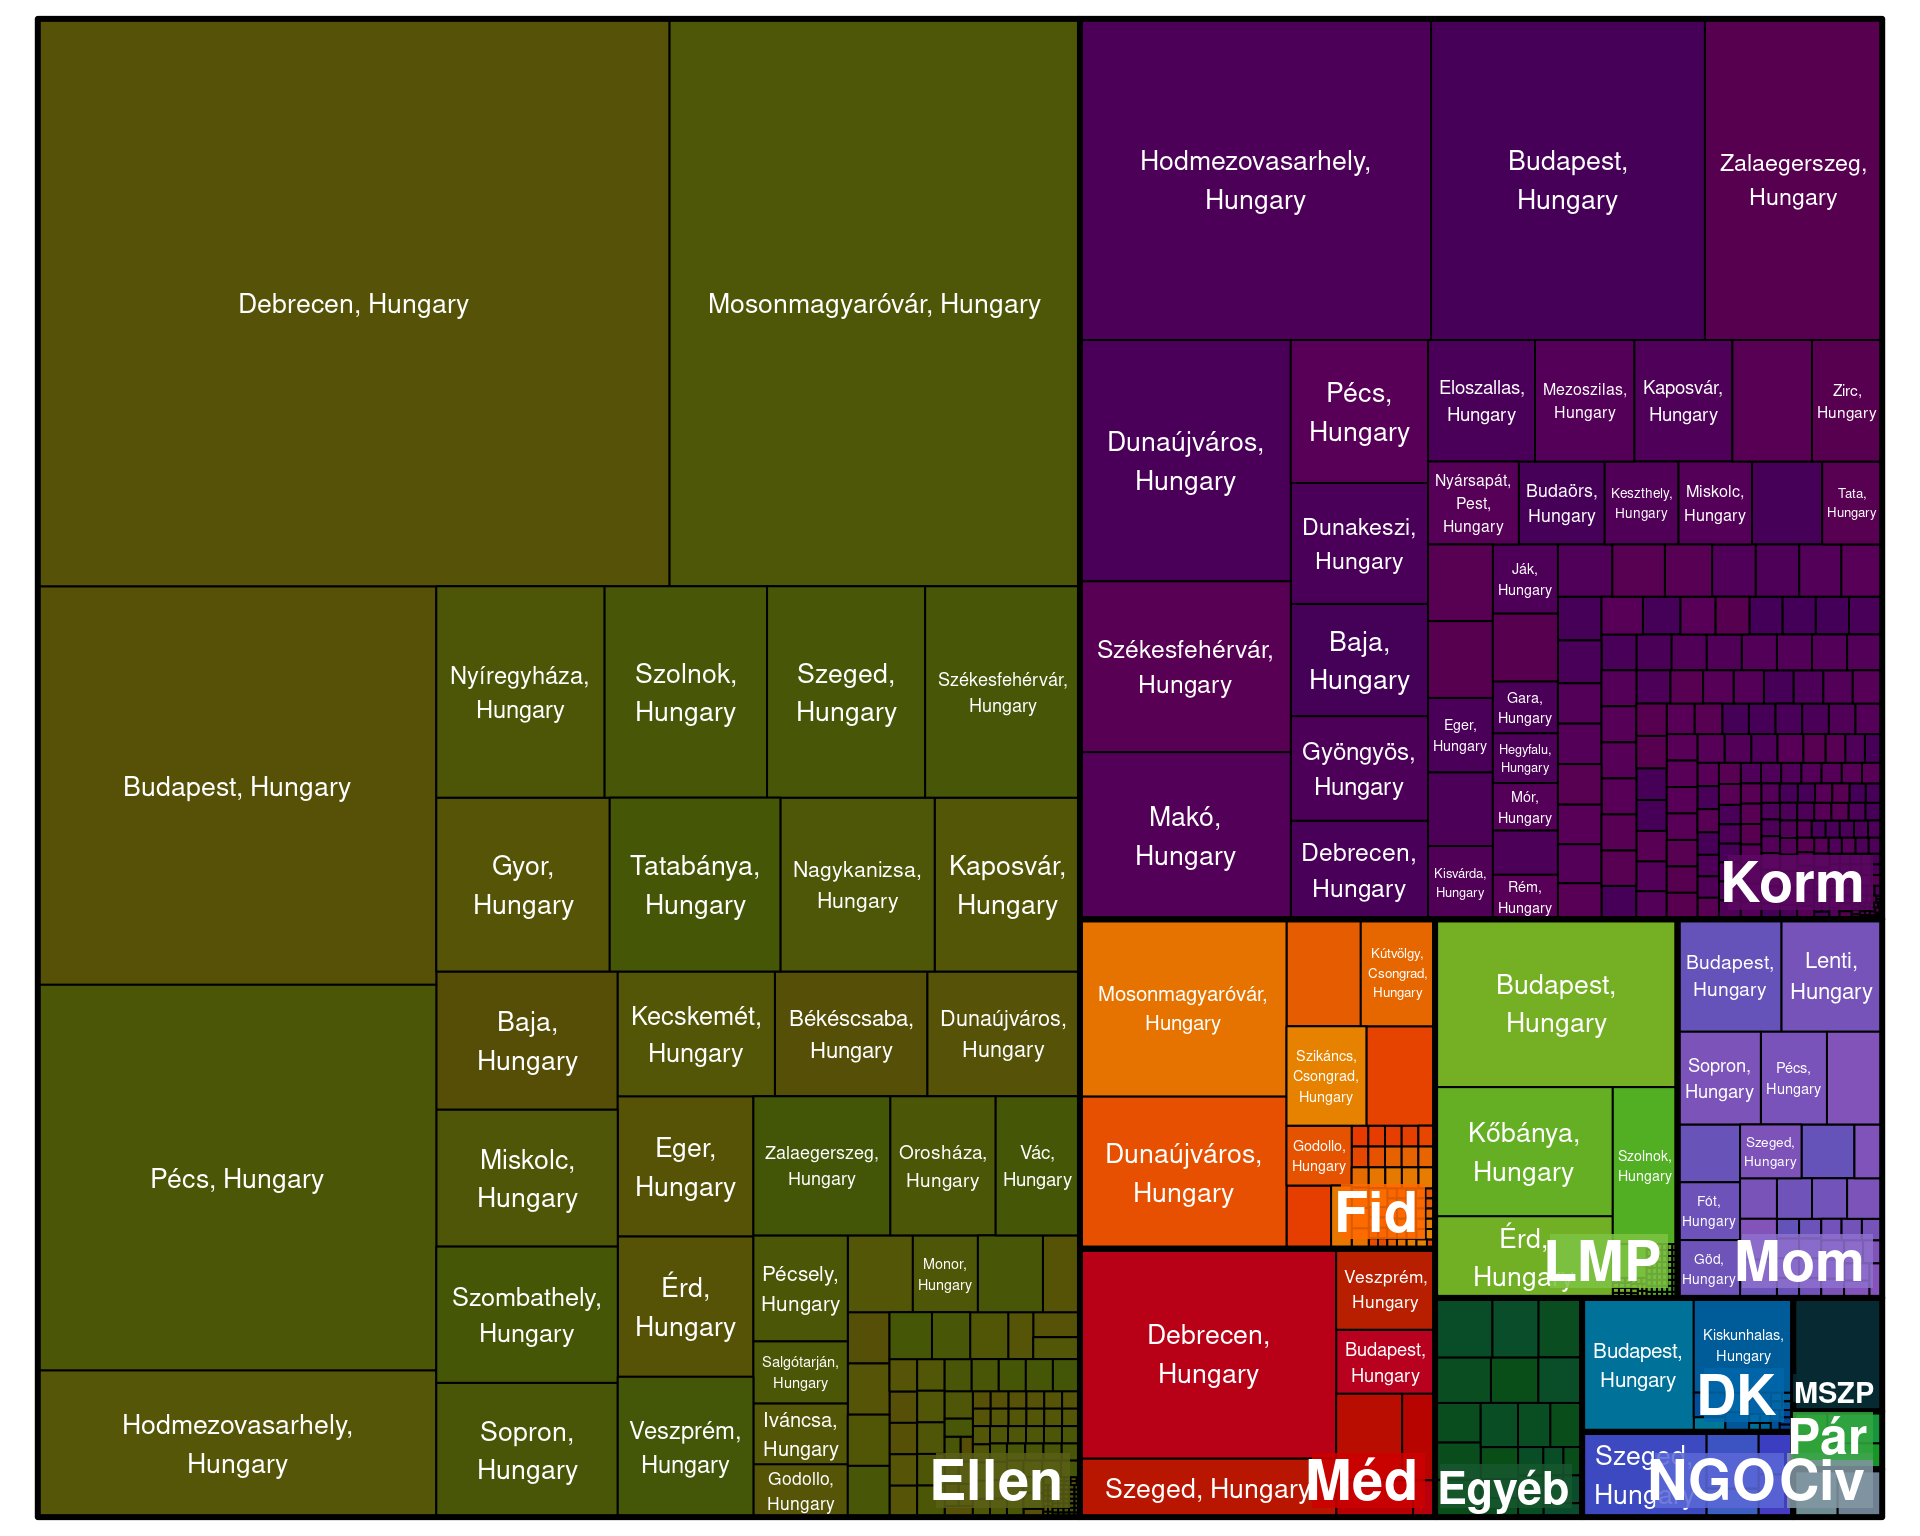 Debrecen, Hungary
Mosonmagyaróvár, Hungary
Budapest, Hungary
Pécs, Hungary
Hodmezovasarhely,
Hungary
Nyíregyháza,
Hungary
Szolnok,
Hungary
Szeged,
Hungary
Székesfehérvár,
Hungary
Gyor,
Hungary
Tatabánya,
Hungary
Nagykanizsa,
Hungary
Kaposvár,
Hungary
Baja,
Hungary
Kecskemét,
Hungary
Békéscsaba,
Hungary
Dunaújváros,
Hungary
Miskolc,
Hungary
Szombathely,
Hungary
Sopron,
Hungary
Eger,
Hungary
Érd,
Hungary
Veszprém,
Hungary
Zalaegerszeg,
Hungary
Orosháza,
Hungary
Vác,
Hungary
Pécsely,
Hungary
Monor,
Hungary
Salgótarján,
Hungary
Iváncsa,
Hungary
Godollo,
Hungary
Ellen
Hodmezovasarhely,
Hungary
Budapest,
Hungary
Zalaegerszeg,
Hungary
Dunaújváros,
Hungary
Székesfehérvár,
Hungary
Makó,
Hungary
Pécs,
Hungary
Dunakeszi,
Hungary
Baja,
Hungary
Gyöngyös,
Hungary
Debrecen,
Hungary
Eloszallas,
Hungary
Mezoszilas,
Hungary
Kaposvár,
Hungary
Zirc,
Hungary
Nyársapát,
Pest,
Hungary
Budaörs,
Hungary
Keszthely,
Hungary
Miskolc,
Hungary
Tata,
Hungary
Ják,
Hungary
Gara,
Hungary
Eger,
Hungary
Hegyfalu,
Hungary
Mór,
Hungary
Kisvárda,
Hungary
Rém,
Hungary
Korm
Mosonmagyaróvár,
Hungary
Dunaújváros,
Hungary
Kútvölgy,
Csongrad,
Hungary
Szikáncs,
Csongrad,
Hungary
Godollo,
Hungary
Fid
Debrecen,
Hungary
Szeged, Hungary
Veszprém,
Hungary
Budapest,
Hungary
Méd
Budapest,
Hungary
Kőbánya,
Hungary
Szolnok,
Hungary
Érd,
Hungary
LMP
Budapest,
Hungary
Lenti,
Hungary
Sopron,
Hungary
Pécs,
Hungary
Szeged,
Hungary
Fót,
Hungary
Göd,
Hungary
Mom
Egyéb
Budapest,
Hungary
Kiskunhalas,
Hungary
DK
MSZP
Pár
Szeged,
Hungary
NGO
Civ